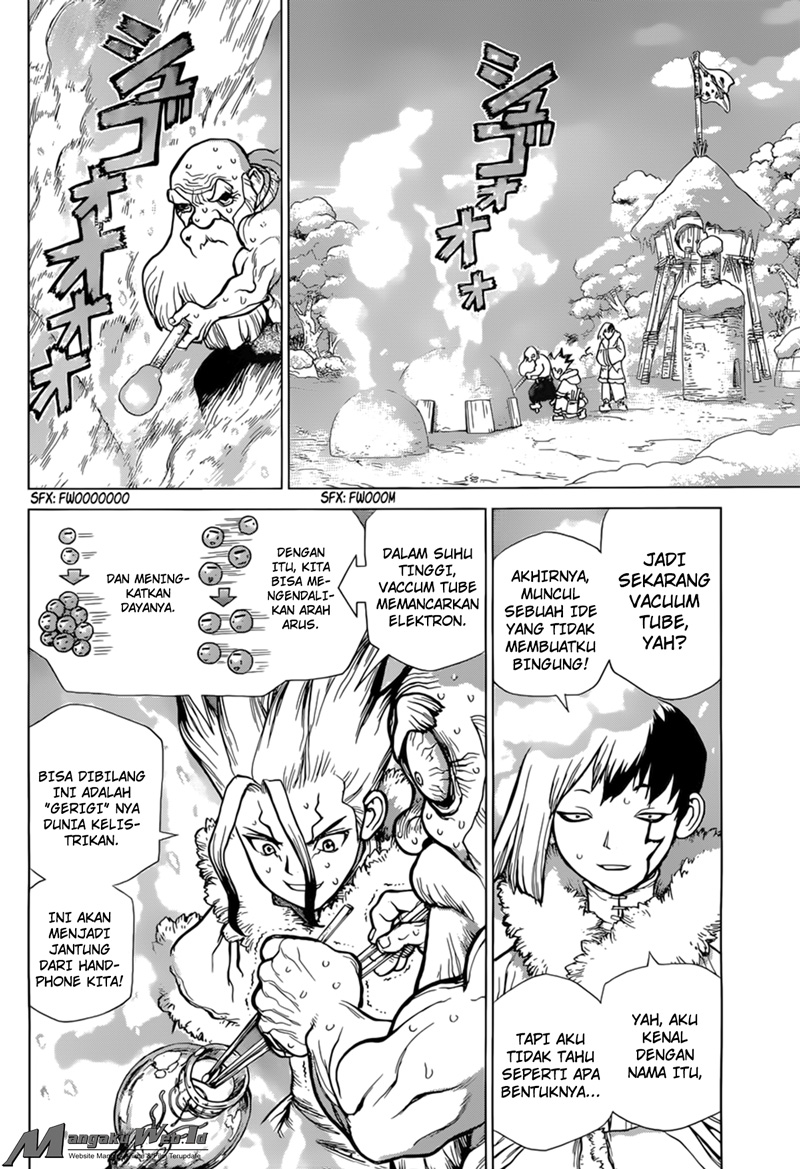 シュゴオオオオ
シュゴオオオ
SFX: FWOOOOOOO
SFX: FWOOOM
JADI
SEKARANG
VACUUM
TUBE,
YAH?
AKHIRNYA,
MUNCUL
SEBUAH IDE
YANG TIDAK
MEMBUATKU
BINGUNG!
YAH, AKU
KENAL
DENGAN
NAMA ITU,
TAPI AKU
TIDAK TAHU
SEPERTI APA
BENTUKNYA...
DALAM SUHU
TINGGI,
VACCUM TUBE
MEMANCARKAN
ELEKTRON.
DENGAN
ITU, KITA
BISA ME-
NGENDALI-
KAN ARAH
ARUS.
DAN MENING-
KATKAN
DAYANYA.
BISA DIBILANG
INI ADALAH
"GERIGI" NYA
DUNIA KELIS-
TRIKAN.
INI AKAN
MENJADI
JANTUNG
DARI HAND-
PHONE KITA!
MangakuWeb.Id